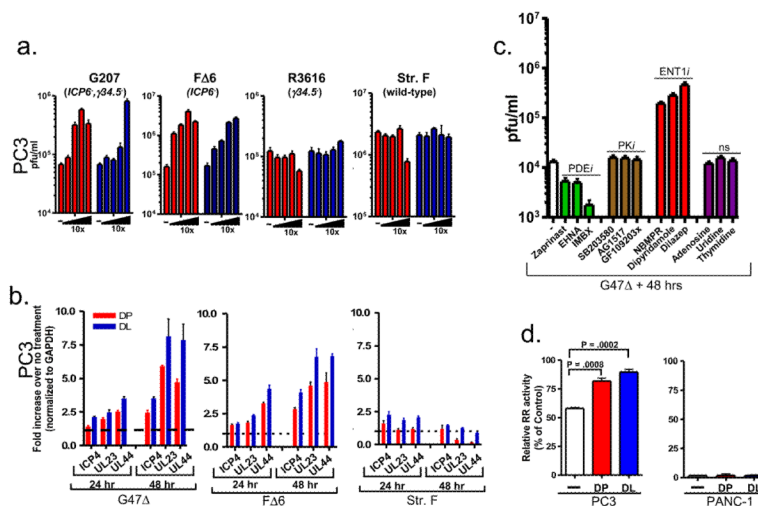 a.
G207
(ICP6-,γ34.5-)
FΔ6
(ICP6-)
R3616
(γ34.5-)
Str. F
(wild-type)
PC3
pfu/ml
10⁶
10⁵
10⁴
10⁷
10⁶
10⁵
10⁴
10⁶
10⁵
10⁴
10⁷
10⁶
10⁵
- 10x - 10x
- 10x - 10x
- 10x - 10x
- 10x - 10x
b.
PC3
Fold increase over no treatment
(normalized to GAPDH)
DP
DL
10.0
7.5
5.0
2.5
10.0
7.5
5.0
2.5
10.0
7.5
5.0
2.5
0
ICP4 UL23 UL44 ICP4 UL23 UL44
24 hr 48 hr
G47Δ
ICP4 UL23 UL44 ICP4 UL23 UL44
24 hr 48 hr
FΔ6
ICP4 UL23 UL44 ICP4 UL23 UL44
24 hr 48 hr
Str. F
c.
pfu/ml
10⁷
10⁶
10⁵
10⁴
10³
PDEi
PKi
ENT1i
ns
- Zaprinast EHNA IMBX SB203580 AG1517 GF109203x NBMPR Dipyridamole Dilazep Adenosine Uridine Thymidine
G47Δ + 48 hrs
d.
Relative RR activity
(% of Control)
P = .0002
P = .0008
100
75
50
25
0
— DP DL
PC3
100
75
50
25
0
— DP DL
PANC-1